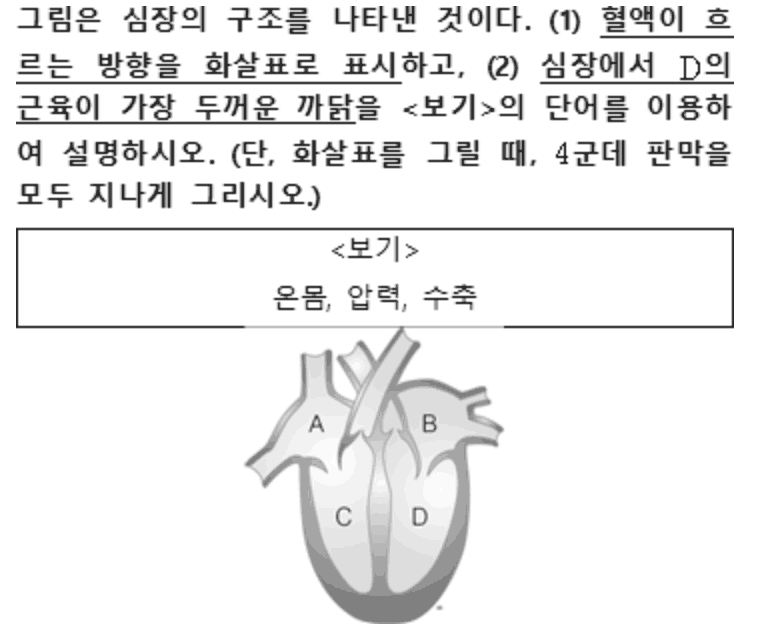 그림은 심장의 구조를 나타낸 것이다. (1) 혈액이 흐
르는 방향을 화살표로 표시하고, (2) 심장에서 D의
근육이 가장 두꺼운 까닭을 <보기>의 단어를 이용하
여 설명하시오. (단, 화살표를 그릴 때, 4군데 판막을
모두 지나게 그리시오.)
<보기>
온몸, 압력, 수축
A
B
C
D